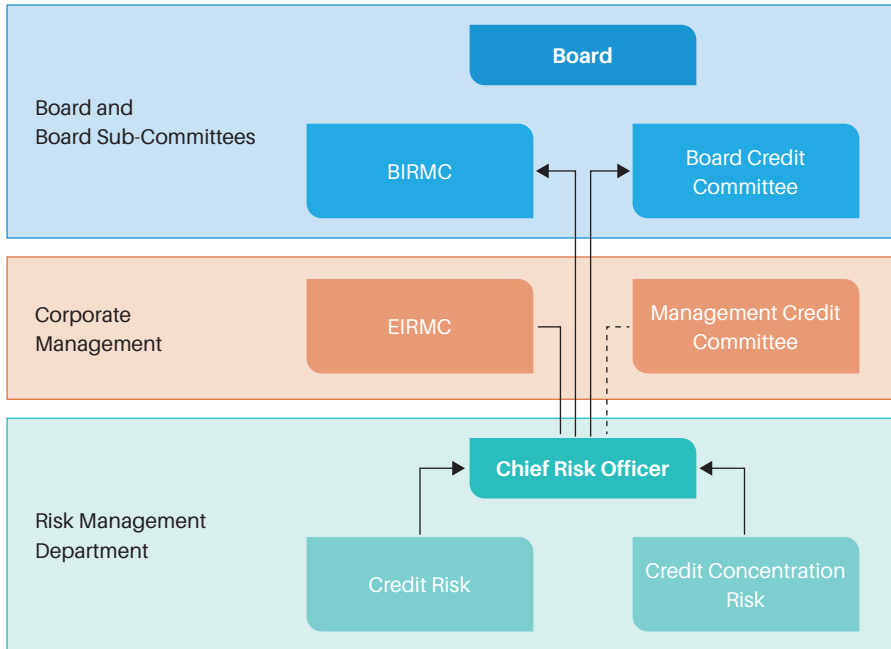 Board
Board and
Board Sub-Committees
BIRMC
Board Credit
Committee
Corporate
Management
EIRMC
Management Credit
Committee
Chief Risk Officer
Risk Management
Department
Credit Risk
Credit Concentration
Risk